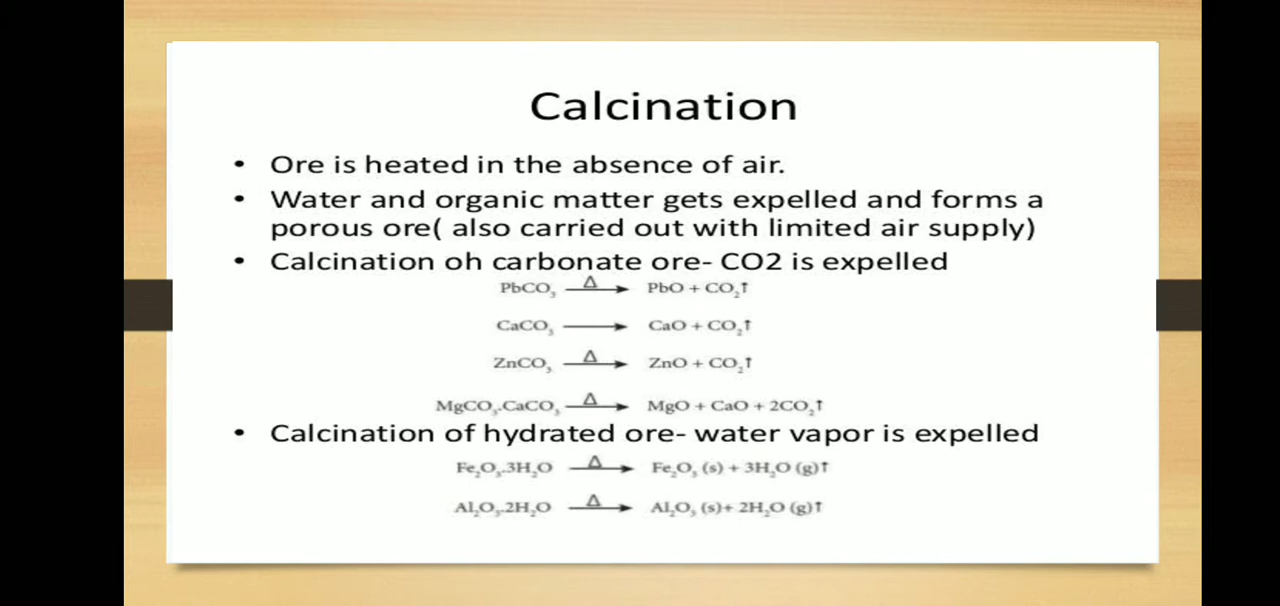 Calcination
• Ore is heated in the absence of air.
• Water and organic matter gets expelled and forms a
porous ore( also carried out with limited air supply)
• Calcination oh carbonate ore- CO2 is expelled
PbCO₃ —Δ→ PbO + CO₂↑
CaCO₃ ⟶ CaO + CO₂↑
ZnCO₃ —Δ→ ZnO + CO₂↑
MgCO₃.CaCO₃ —Δ→ MgO + CaO + 2CO₂↑
• Calcination of hydrated ore- water vapor is expelled
Fe₂O₃.3H₂O —Δ→ Fe₂O₃ (s) + 3H₂O (g)↑
Al₂O₃.2H₂O —Δ→ Al₂O₃ (s)+ 2H₂O (g)↑